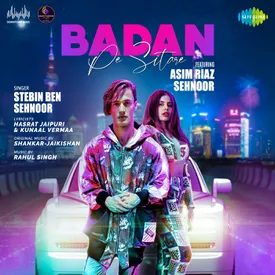 BADAN
Pe Sitare
FEATURING
ASIM RIAZ
SEHNOOR
SINGER
STEBIN BEN
SEHNOOR
LYRICISTS
HASRAT JAIPURI
& KUNAAL VERMAA
ORIGINAL MUSIC BY
SHANKAR-JAIKISHAN
MUSIC BY
RAHUL SINGH